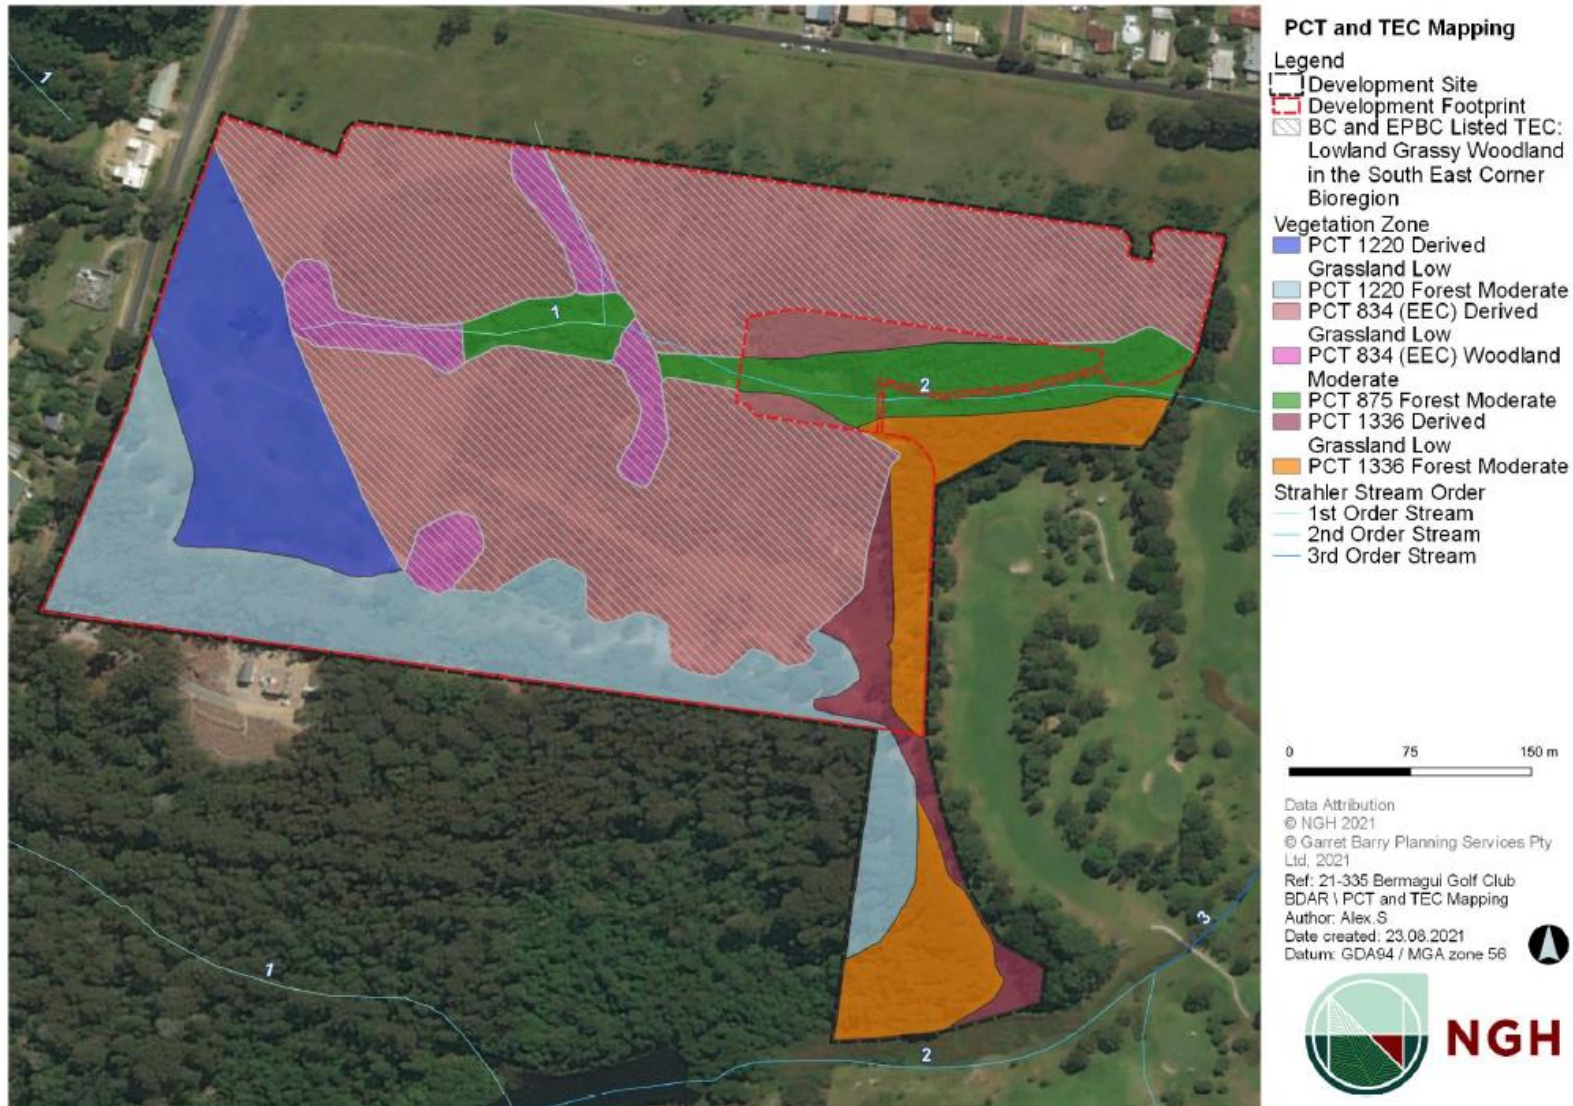 PCT and TEC Mapping
Legend
Development Site
Development Footprint
BC and EPBC Listed TEC:
Lowland Grassy Woodland
in the South East Corner
Bioregion
Vegetation Zone
PCT 1220 Derived
Grassland Low
PCT 1220 Forest Moderate
PCT 834 (EEC) Derived
Grassland Low
PCT 834 (EEC) Woodland
Moderate
PCT 875 Forest Moderate
PCT 1336 Derived
Grassland Low
PCT 1336 Forest Moderate
Strahler Stream Order
1st Order Stream
2nd Order Stream
3rd Order Stream
0 75 150 m
Data Attribution
© NGH 2021
© Garret Barry Planning Services Pty
Ltd, 2021
Ref: 21-335 Bermagui Golf Club
BDAR \ PCT and TEC Mapping
Author: Alex.S
Date created: 23.08.2021
Datum: GDA94 / MGA zone 56
NGH
1
1
2
3
1
2